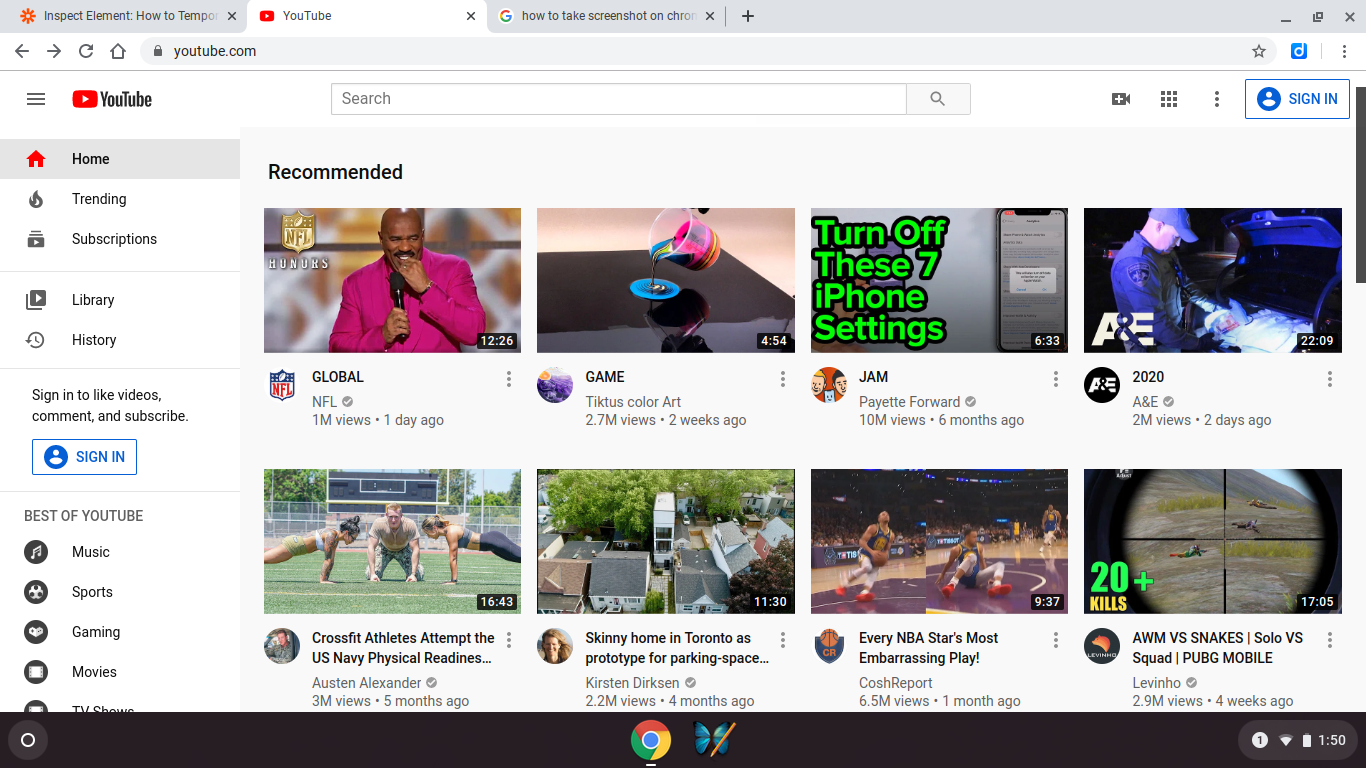 Inspect Element: How to Tempor
YouTube
how to take screenshot on chron
youtube.com
YouTube
Search
SIGN IN
Home
Trending
Subscriptions
Library
History
Sign in to like videos,
comment, and subscribe.
SIGN IN
BEST OF YOUTUBE
Music
Sports
Gaming
Movies
TV Shows
Recommended
NFL
HONORS
12:26
4:54
Turn Off
These 7
iPhone
Settings
6:33
A&E
22:09
NFL
GLOBAL
NFL
1M views • 1 day ago
GAME
Tiktus color Art
2.7M views • 2 weeks ago
JAM
Payette Forward
10M views • 6 months ago
A&E
2020
A&E
2M views • 2 days ago
16:43
11:30
TISSOT
9:37
20+
KILLS
17:05
Crossfit Athletes Attempt the
US Navy Physical Readines...
Austen Alexander
3M views • 5 months ago
Skinny home in Toronto as
prototype for parking-space...
Kirsten Dirksen
2.2M views • 4 months ago
CR
Every NBA Star's Most
Embarrassing Play!
CoshReport
6.5M views • 1 month ago
LEVINHO
AWM VS SNAKES | Solo VS
Squad | PUBG MOBILE
Levinho
2.9M views • 4 weeks ago
1
1:50